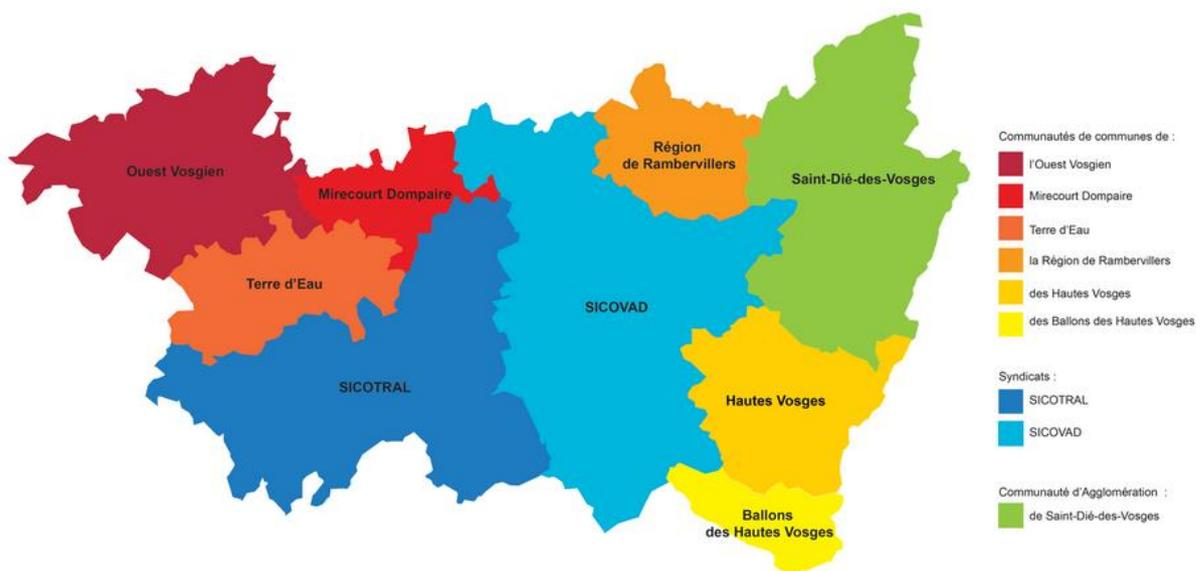 Ouest Vosgien
Mirecourt Dompaire
Terre d'Eau
SICOTRAL
SICOVAD
Région
de Rambervillers
Saint-Dié-des-Vosges
Hautes Vosges
Ballons
des Hautes Vosges
Communautés de communes de :
l'Ouest Vosgien
Mirecourt Dompaire
Terre d'Eau
la Région de Rambervillers
des Hautes Vosges
des Ballons des Hautes Vosges
Syndicats :
SICOTRAL
SICOVAD
Communauté d'Agglomération :
de Saint-Dié-des-Vosges